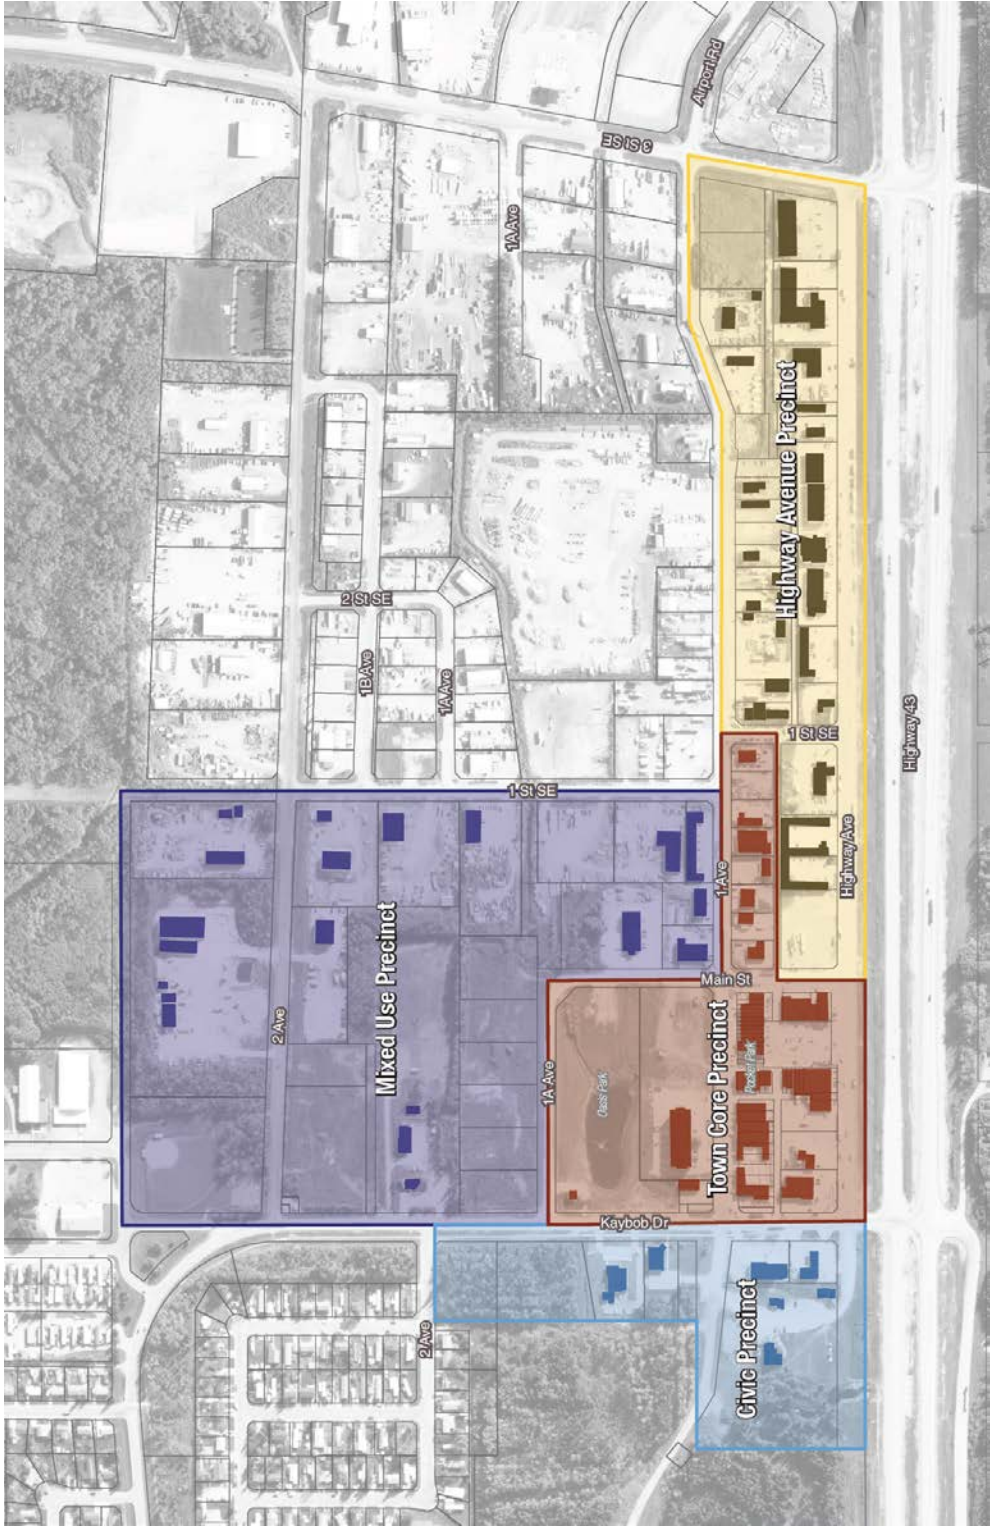 Airport Rd
3 St SE
1A Ave
Highway Avenue Precinct
2 St SE
1B Ave
1A Ave
1 St SE
Highway 43
1 St SE
1 Ave
Highway Ave
Mixed Use Precinct
Main St
2 Ave
1A Ave
Oasis Park
Pocket Park
Town Core Precinct
Kaybob Dr
2 Ave
Civic Precinct